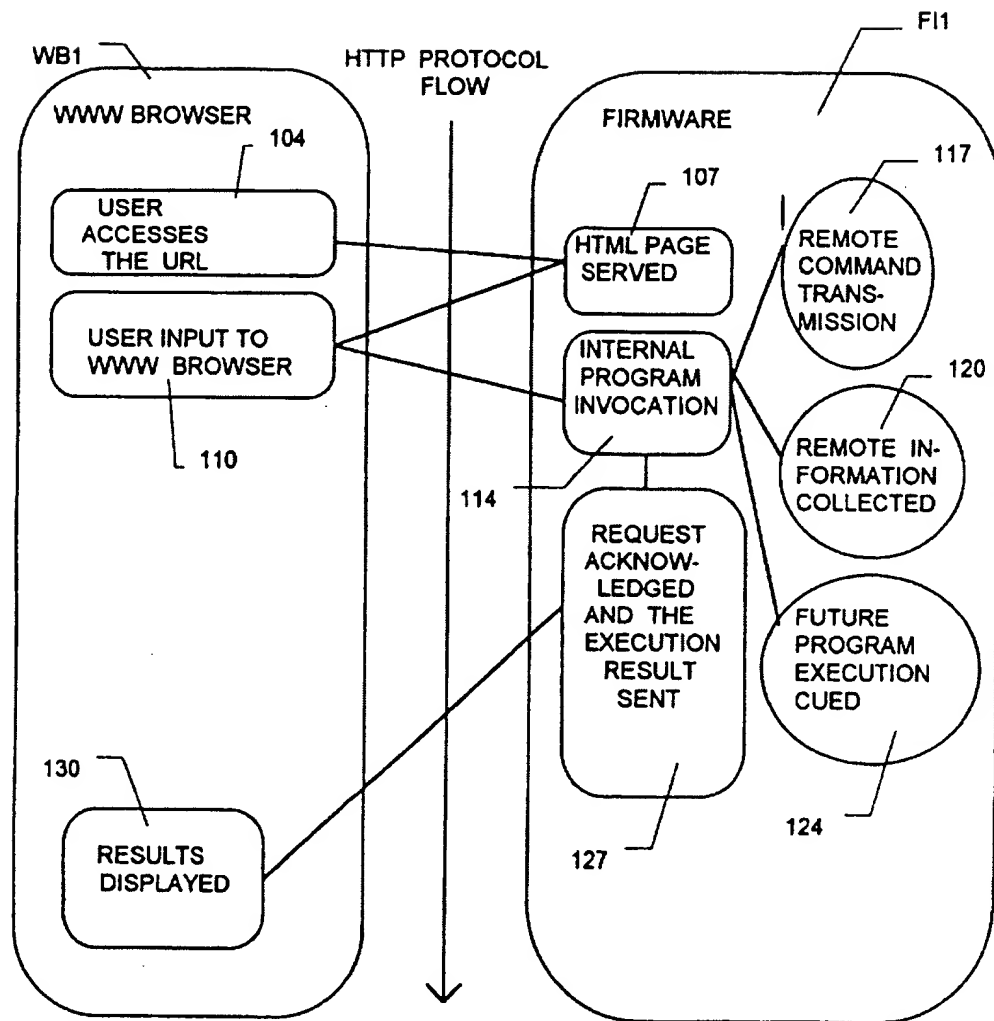 WB1
HTTP PROTOCOL
FLOW
FI1
WWW BROWSER
104
USER
ACCESSES
THE URL
USER INPUT TO
WWW BROWSER
110
FIRMWARE
107
HTML PAGE
SERVED
INTERNAL
PROGRAM
INVOCATION
114
117
REMOTE
COMMAND
TRANS-
MISSION
120
REMOTE IN-
FORMATION
COLLECTED
REQUEST
ACKNOW-
LEDGED
AND THE
EXECUTION
RESULT
SENT
127
FUTURE
PROGRAM
EXECUTION
CUED
124
130
RESULTS
DISPLAYED